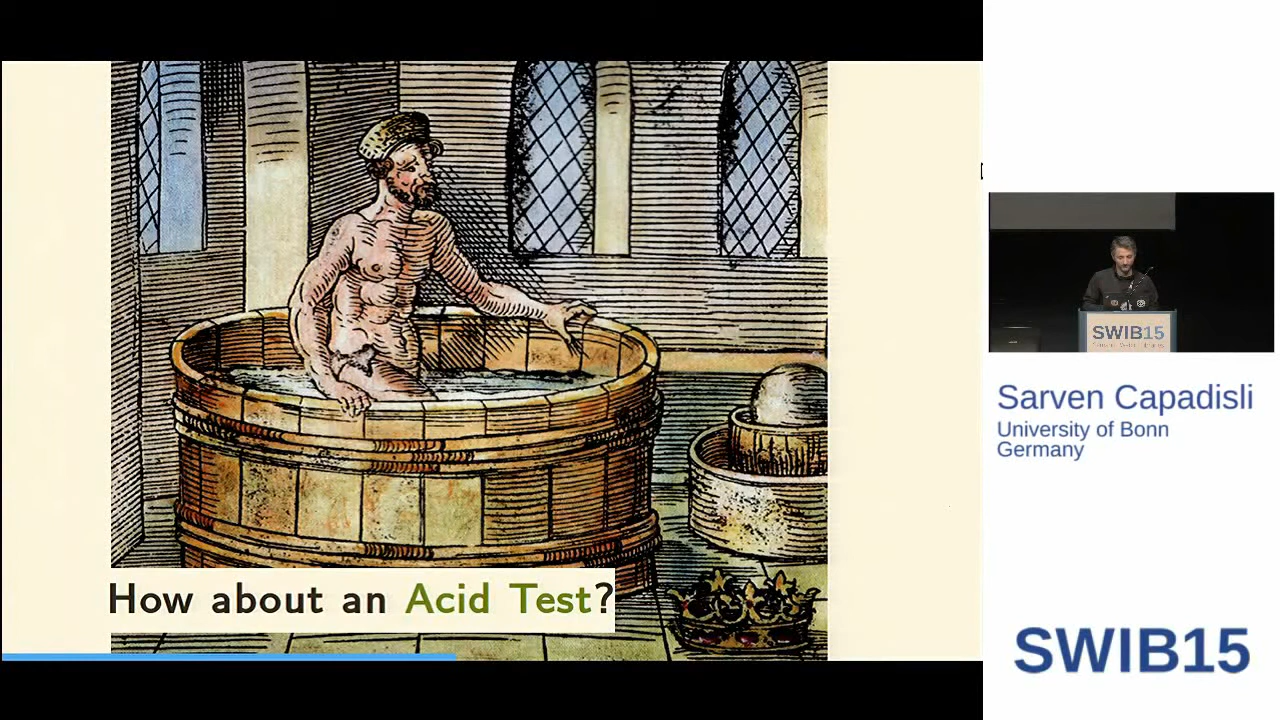 How about an Acid Test?
SWIB15
Sarven Capadisli
University of Bonn
Germany
SWIB15